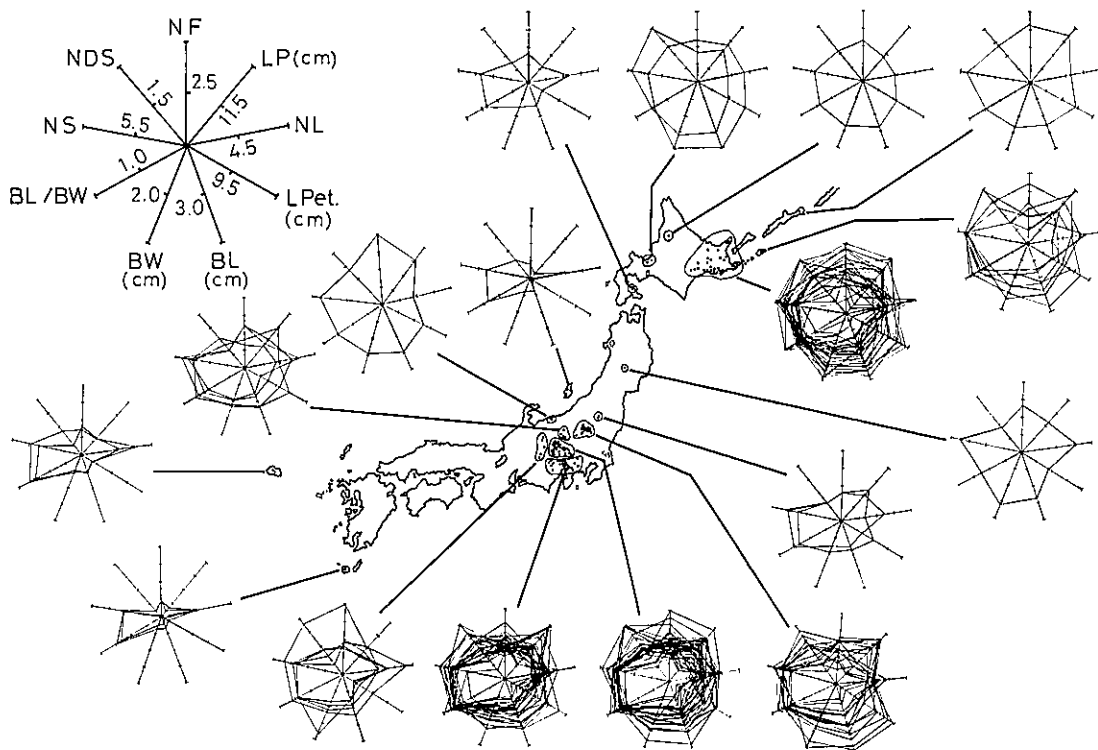 NF
NDS
LP (cm)
2.5
1.5
11.5
NS
5.5
NL
4.5
1.0
9.5
BL/BW
2.0
3.0
LPet.
(cm)
BW
(cm)
BL
(cm)